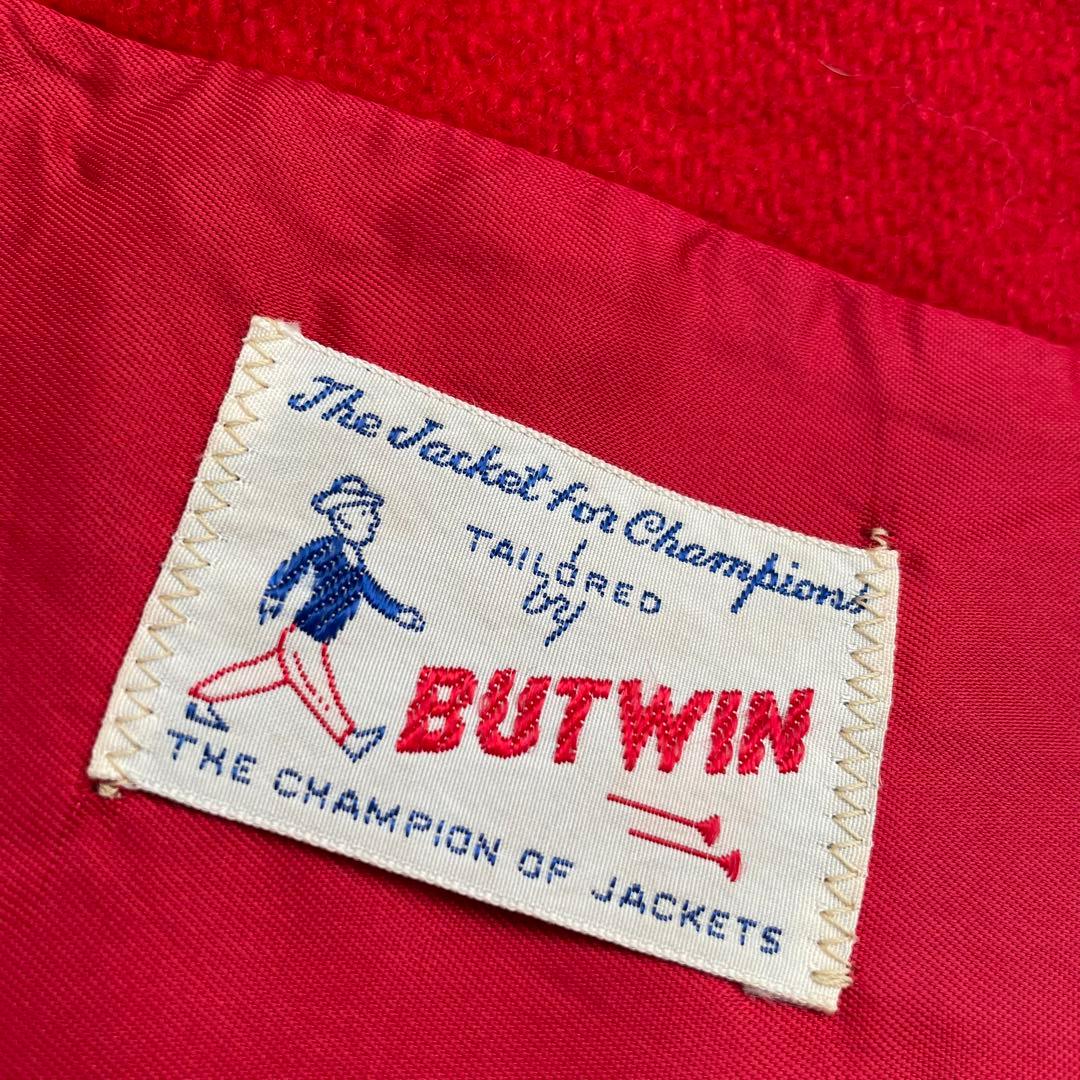 The Jacket for Champions
TAILORED
by
BUTWIN
THE CHAMPION OF JACKETS